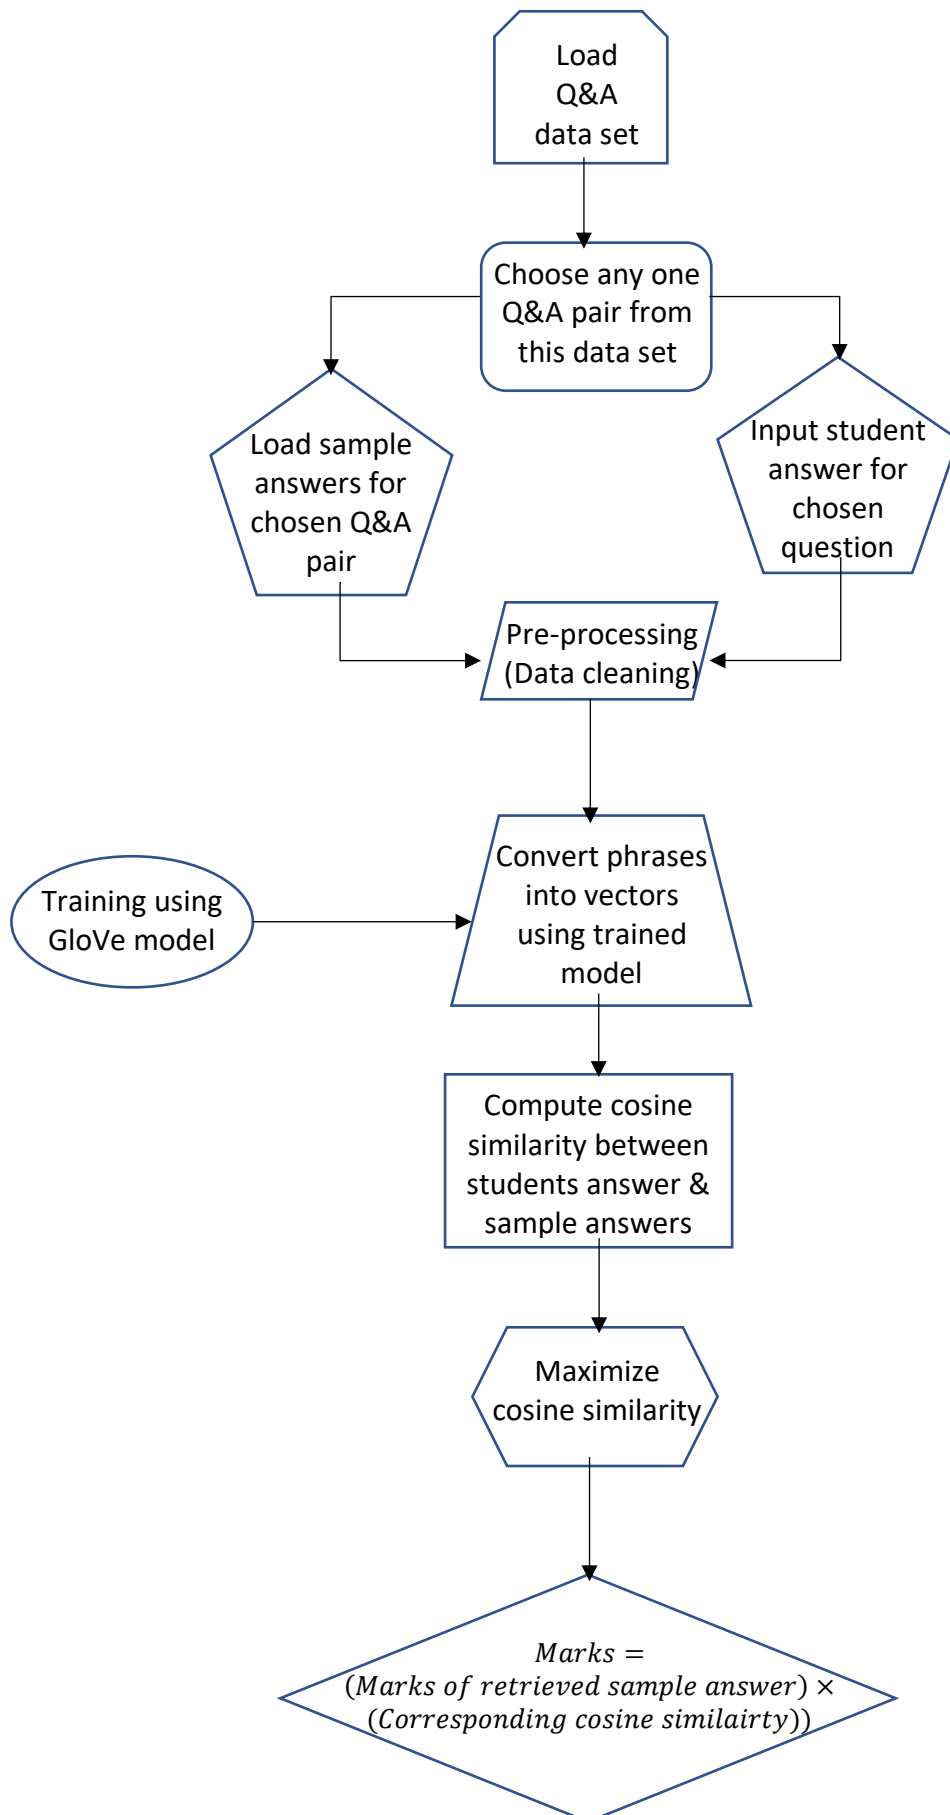 Load
Q&A
data set
Choose any one
Q&A pair from
this data set
Load sample
answers for
chosen Q&A
pair
Input student
answer for
chosen
question
Pre-processing
(Data cleaning)
Training using
GloVe model
Convert phrases
into vectors
using trained
model
Compute cosine
similarity between
students answer &
sample answers
Maximize
cosine similarity
Marks =
(Marks of retrieved sample answer) ×
(Corresponding cosine similairty))